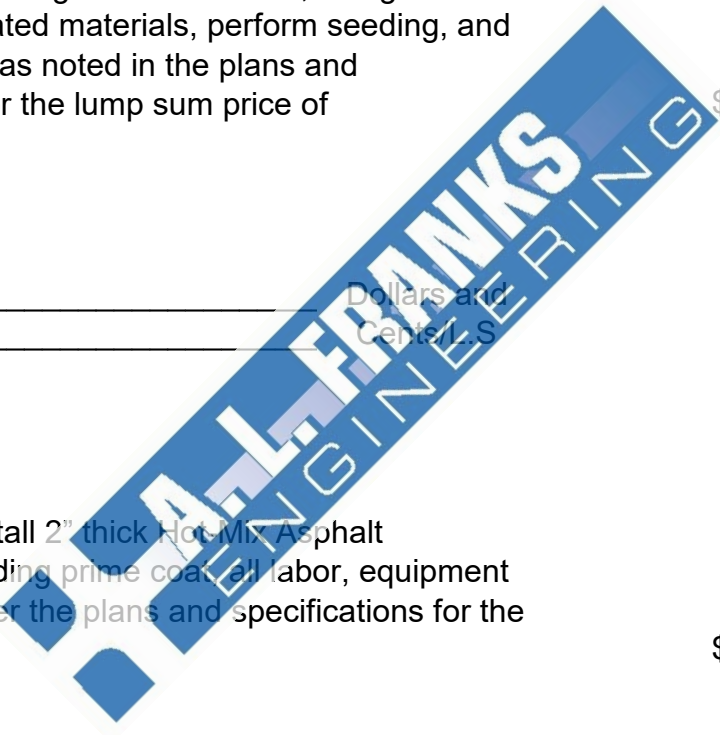 ated materials, perform seeding, and
as noted in the plans and
r the lump sum price of
$
Dollars and
Cents/L.S
A. L. FRANKS
ENGINEERING
tall 2” thick Hot-Mix Asphalt
ding prime coat, all labor, equipment
er the plans and specifications for the
$